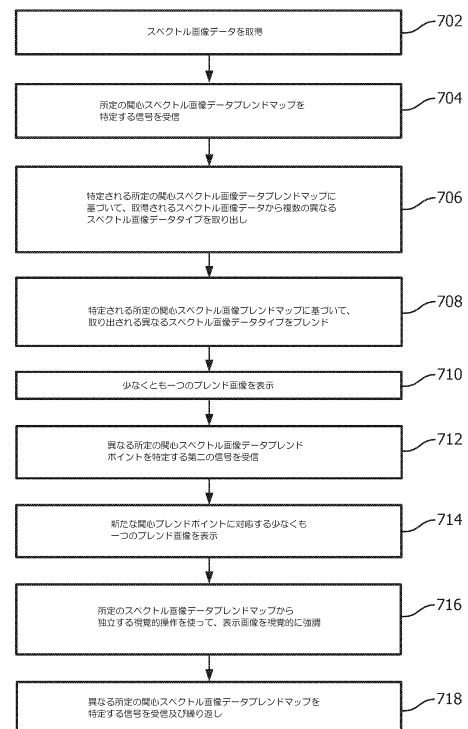 スペクトル画像データを取得
702
所定の関心スペクトル画像データブレンドマップを
特定する信号を受信
704
特定される所定の関心スペクトル画像データブレンドマップに
基づいて、取得されるスペクトル画像データから複数の異なる
スペクトル画像データタイプを取り出し
706
特定される所定の関心スペクトル画像ブレンドマップに基づいて、
取り出される異なるスペクトル画像データタイプをブレンド
708
少なくとも一つのブレンド画像を表示
710
異なる所定の関心スペクトル画像データブレンド
ポイントを特定する第二の信号を受信
712
新たな関心ブレンドポイントに対応する少なくも
一つのブレンド画像を表示
714
所定のスペクトル画像データブレンドマップから
独立する視覚的操作を使って、表示画像を視覚的に強調
716
異なる所定の関心スペクトル画像データブレンドマップを
特定する信号を受信及び繰り返し
718